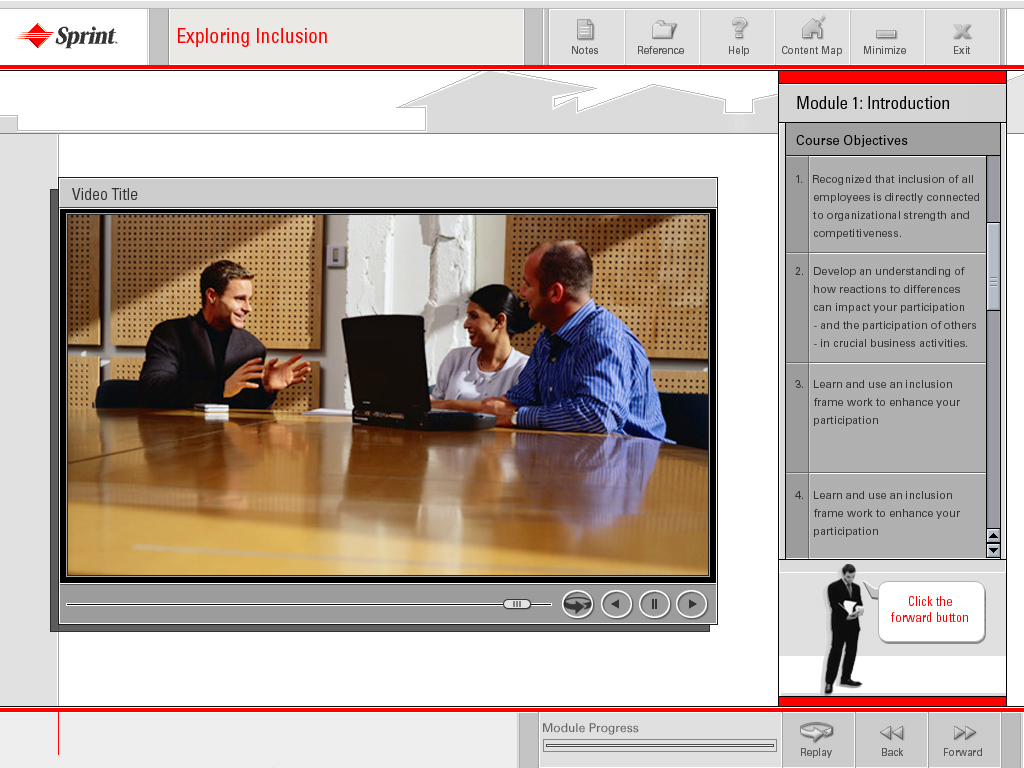 Sprint
Exploring Inclusion
Notes
Reference
Help
Content Map
Minimize
Exit
Module 1: Introduction
Course Objectives
1. Recognized that inclusion of all
employees is directly connected
to organizational strength and
competitiveness.
2. Develop an understanding of
how reactions to differences
can impact your participation
- and the participation of others
- in crucial business activities.
3. Learn and use an inclusion
frame work to enhance your
participation
4. Learn and use an inclusion
frame work to enhance your
participation
Video Title
Click the
forward button
Module Progress
Replay
Back
Forward